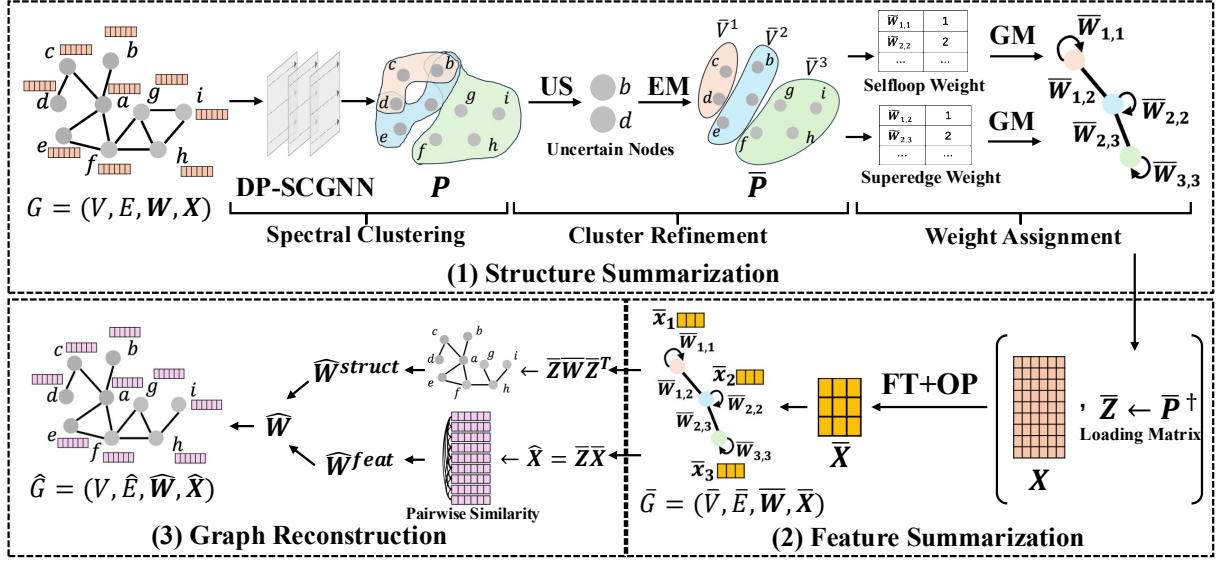 c
b
d
a
g
i
e
f
h
G = (V, E, W, X)
DP-SCGNN
c
b
d
a
e
g
i
f
h
P
US
b
d
Uncertain Nodes
EM
V̄¹
V̄²
V̄³
c
b
d
e
g
i
f
h
P̄
W̄₁,₁ 1
W̄₂,₂ 2
... ...
Selfloop Weight
W̄₁,₂ 1
W̄₂,₃ 2
... ...
Superedge Weight
GM
GM
W̄₁,₁
W̄₁,₂
W̄₂,₂
W̄₂,₃
W̄₃,₃
Spectral Clustering
Cluster Refinement
Weight Assignment
(1) Structure Summarization
c
b
d
a
g
i
e
f
h
Ĝ = (V, Ê, Ŵ, X̂)
Ŵ
Ŵstruct
Ŵfeat
c
b
d
a
g
i
e
f
h
← Z̄W̄Z̄ᵀ
← X̂ = Z̄X̄
Pairwise Similarity
(3) Graph Reconstruction
x̄₁
W̄₁,₁
W̄₁,₂
x̄₂
W̄₂,₂
W̄₂,₃
W̄₃,₃
x̄₃
Ḡ = (V̄, Ē, W̄, X̄)
X̄
FT+OP
X
, Z̄ ← P̄ †
Loading Matrix
(2) Feature Summarization